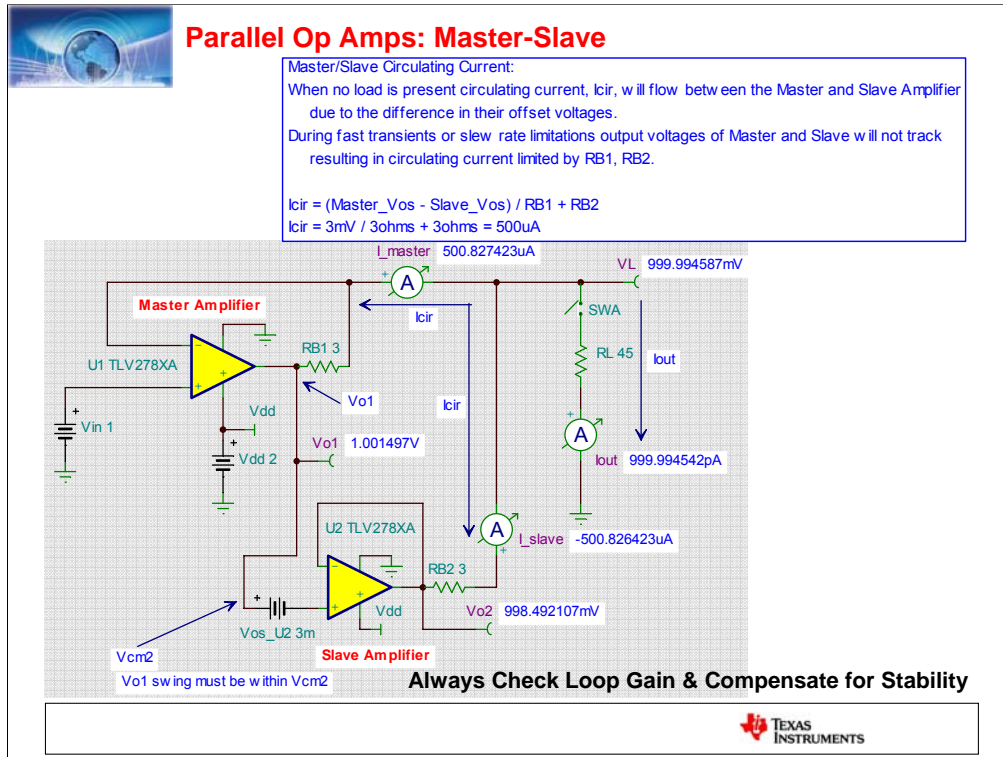 Parallel Op Amps: Master-Slave
Master/Slave Circulating Current:
When no load is present circulating current, Icir, will flow between the Master and Slave Amplifier
due to the difference in their offset voltages.
During fast transients or slew rate limitations output voltages of Master and Slave will not track
resulting in circulating current limited by RB1, RB2.
Icir = (Master_Vos - Slave_Vos) / RB1 + RB2
Icir = 3mV / 3ohms + 3ohms = 500uA
I_master 500.827423uA
VL 999.994587mV
+
A
Master Amplifier
Icir
SWA
U1 TLV278XA
RB1 3
RL 45
Iout
-
+
+
Vo1
Icir
+
Vin 1
Vdd
+
A
+
Vdd 2
Vo1 1.001497V
Iout 999.994542pA
U2 TLV278XA
A
I_slave -500.826423uA
+
RB2 3
-
+
+
+
Vdd
Vo2 998.492107mV
Vos_U2 3m
Vcm2
Slave Amplifier
Vo1 swing must be within Vcm2
Always Check Loop Gain & Compensate for Stability
TEXAS
INSTRUMENTS